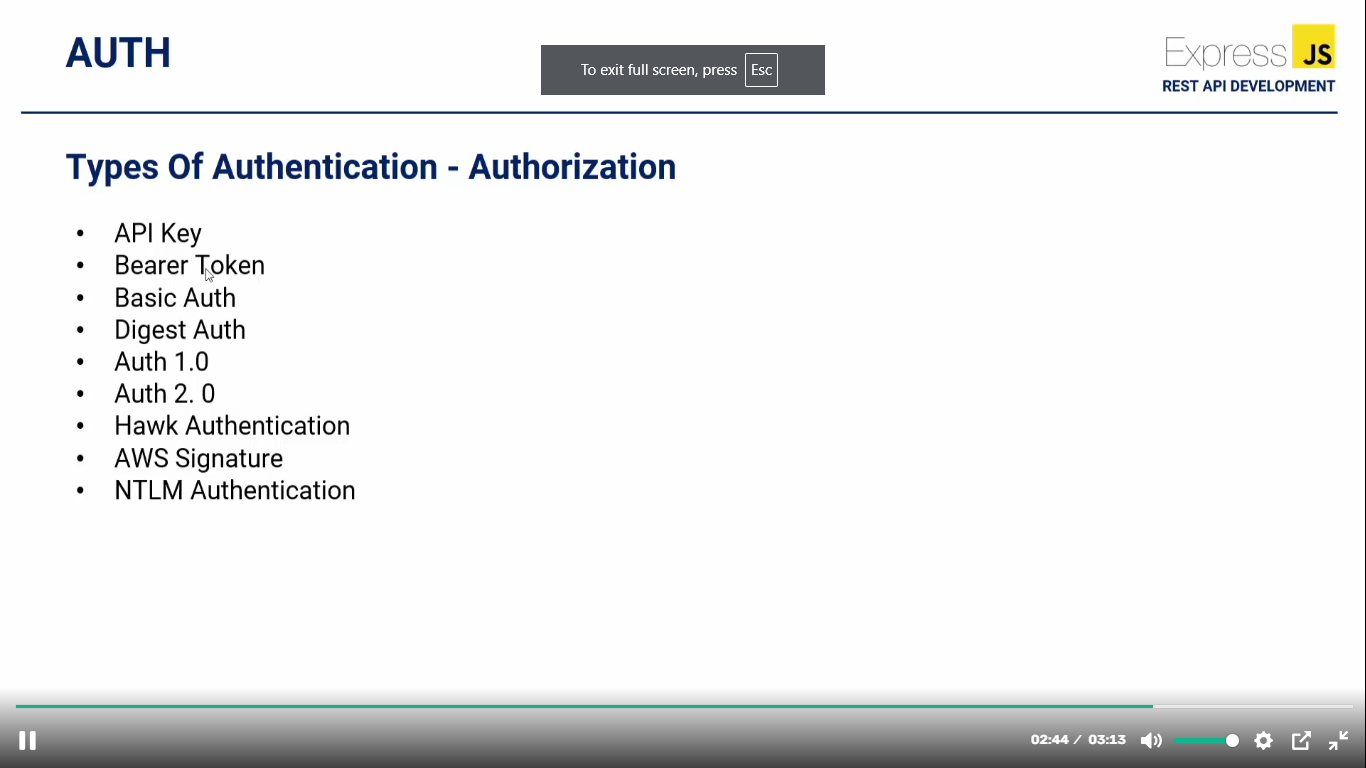 AUTH
To exit full screen, press Esc
Express JS
REST API DEVELOPMENT
Types Of Authentication - Authorization
• API Key
• Bearer Token
• Basic Auth
• Digest Auth
• Auth 1.0
• Auth 2. 0
• Hawk Authentication
• AWS Signature
• NTLM Authentication
02:44 / 03:13